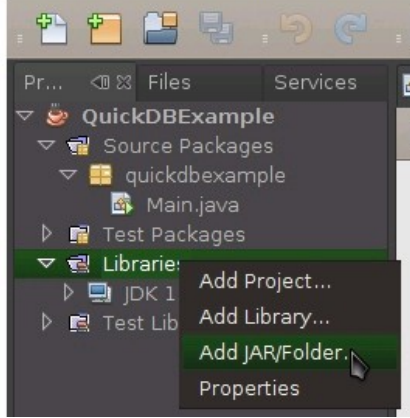 Pr... Files Services
QuickDBExample
Source Packages
quickdbexample
Main.java
Test Packages
Libraries
Add Project...
JDK 1
Add Library...
Test Lib
Add JAR/Folder...
Properties